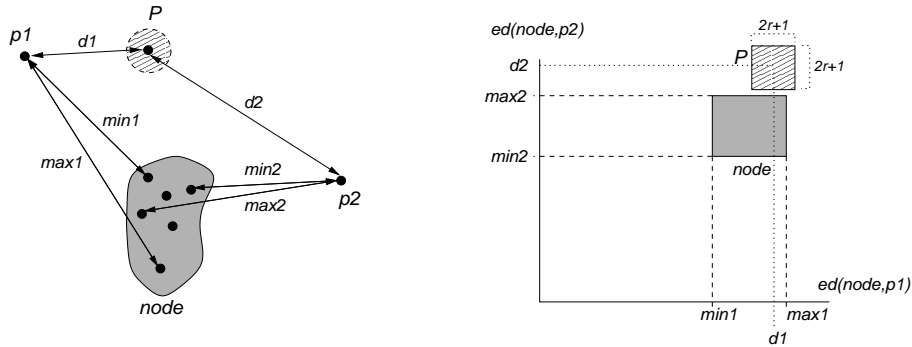 P
p1
d1
d2
min1
max1
min2
max2
p2
node
ed(node,p2)
2r+1
P
2r+1
d2
max2
min2
node
ed(node,p1)
min1
max1
d1